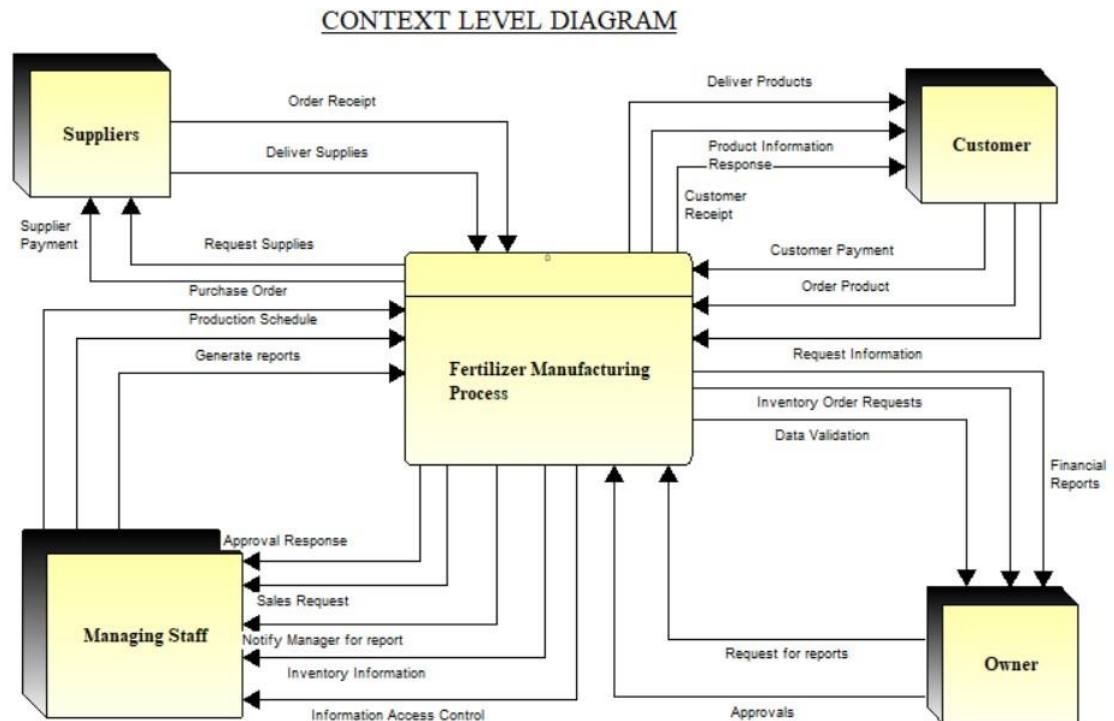 CONTEXT LEVEL DIAGRAM
Suppliers
Order Receipt
Deliver Supplies
Supplier
Payment
Request Supplies
Purchase Order
Production Schedule
Generate reports
Deliver Products
Product Information
Response
Customer
Receipt
Customer
Customer Payment
Order Product
Request Information
0
Fertilizer Manufacturing
Process
Inventory Order Requests
Data Validation
Financial
Reports
Approval Response
Sales Request
Notify Manager for report
Inventory Information
Information Access Control
Managing Staff
Request for reports
Approvals
Owner